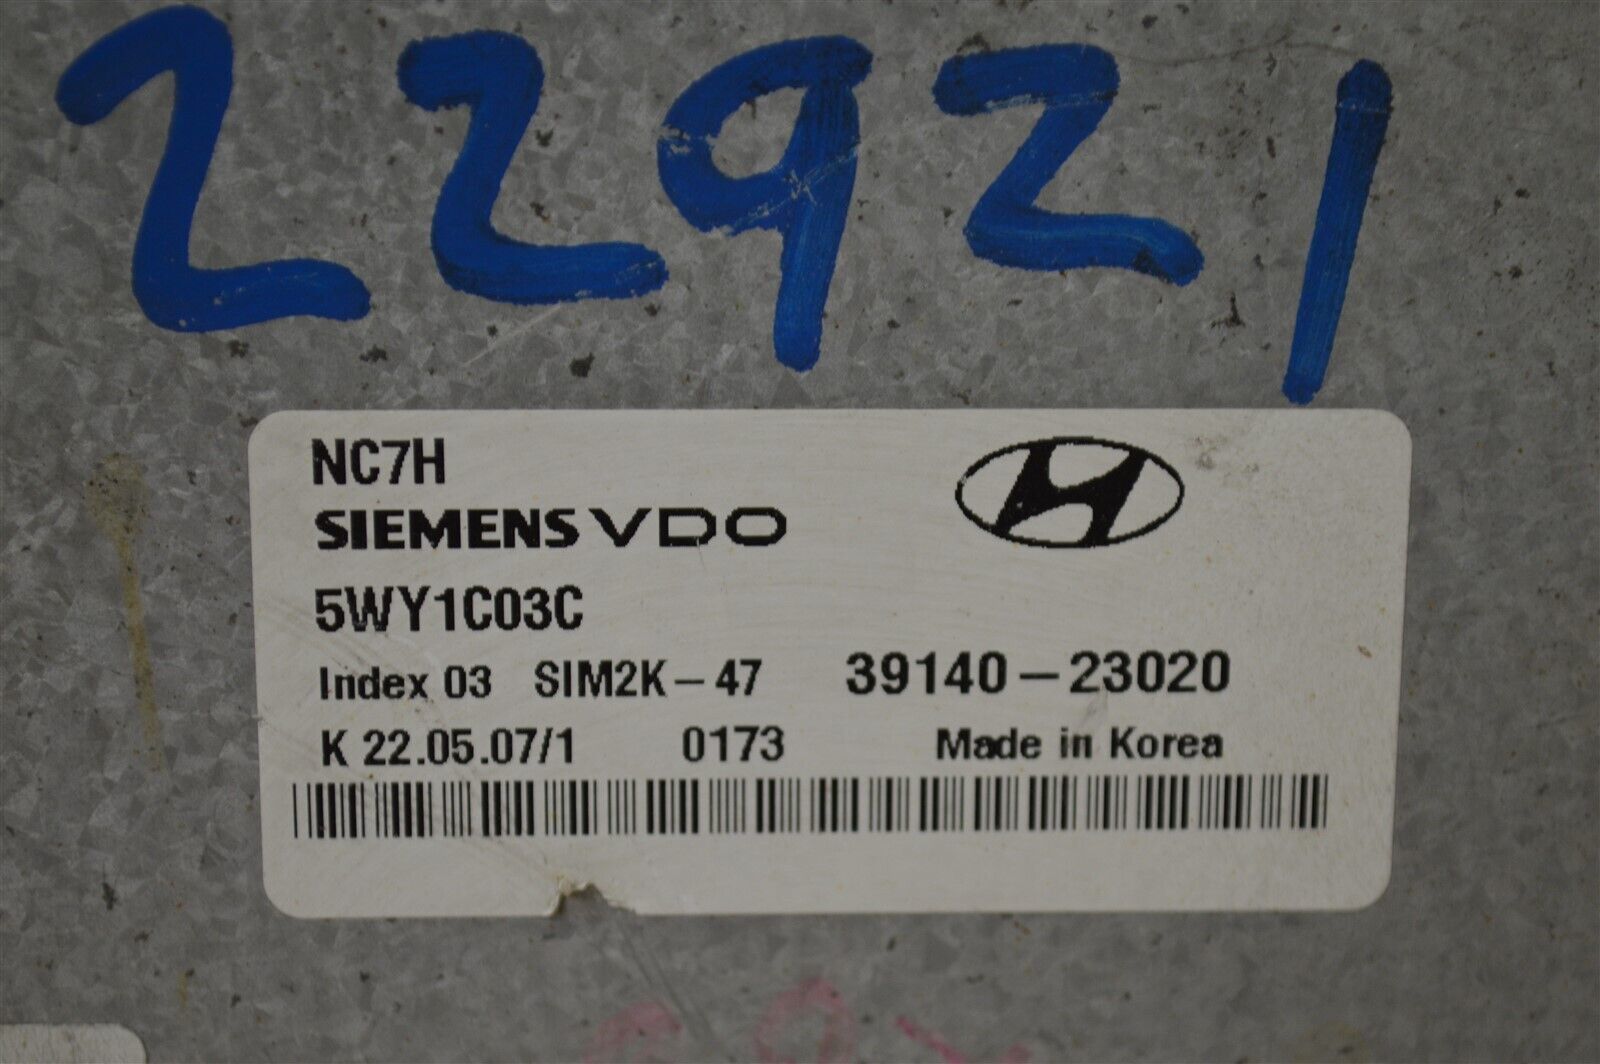 22921
NC7H
SIEMENS VDO
5WY1C03C
Index 03 SIM2K-47 39140-23020
K 22.05.07/1 0173 Made in Korea